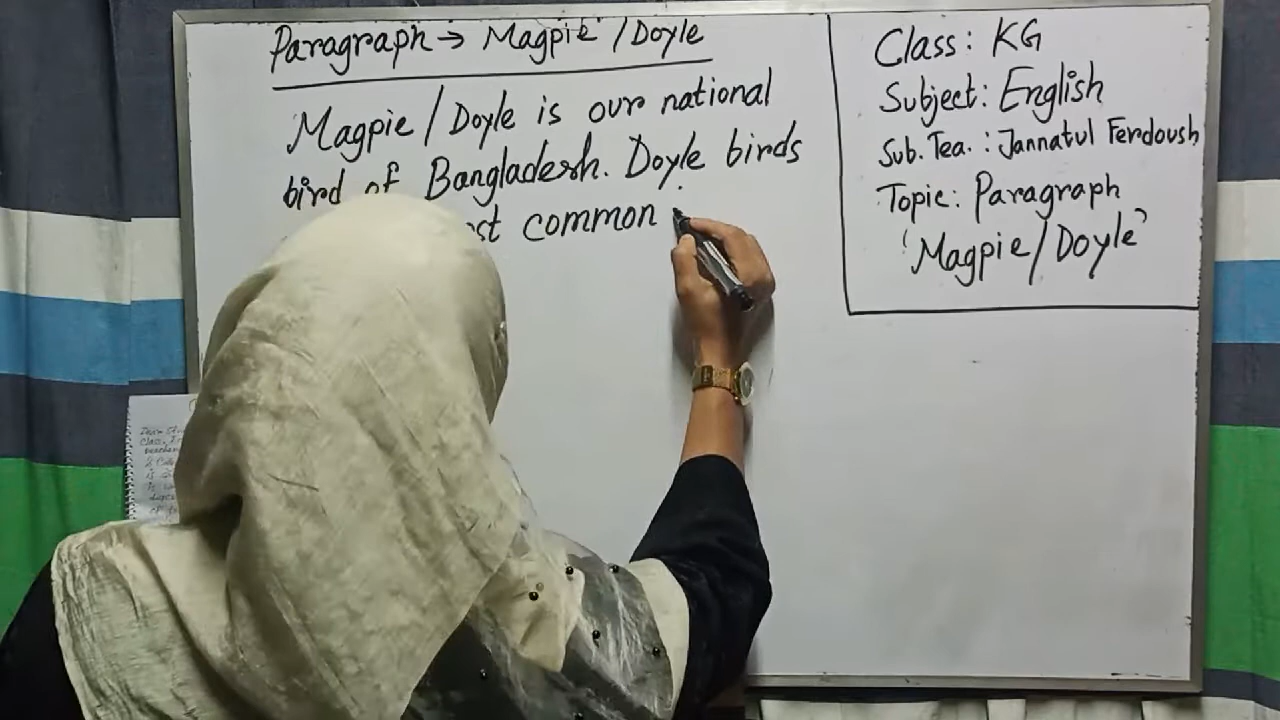 Paragraph → Magpie / Doyle
Magpie / Doyle is our national
bird of Bangladesh. Doyle birds
common
Class: KG
Subject: English
Sub. Tea. : Jannatul Ferdoush
Topic: Paragraph
'Magpie / Doyle'